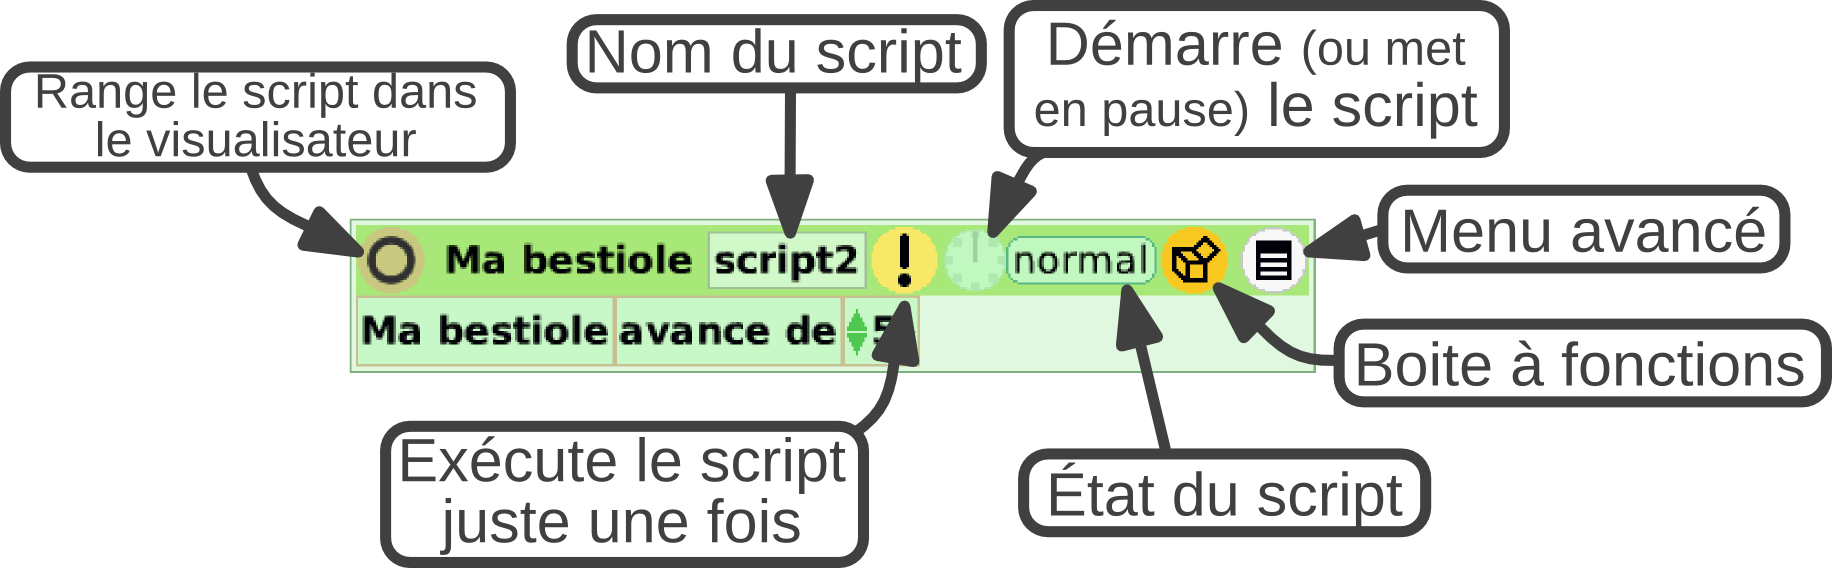 Nom du script
Démarre (ou met
en pause) le script
Range le script dans
le visualisateur
Menu avancé
Ma bestiole script2 ! normal
Ma bestiole avance de 5
Boite à fonctions
Exécute le script
juste une fois
État du script